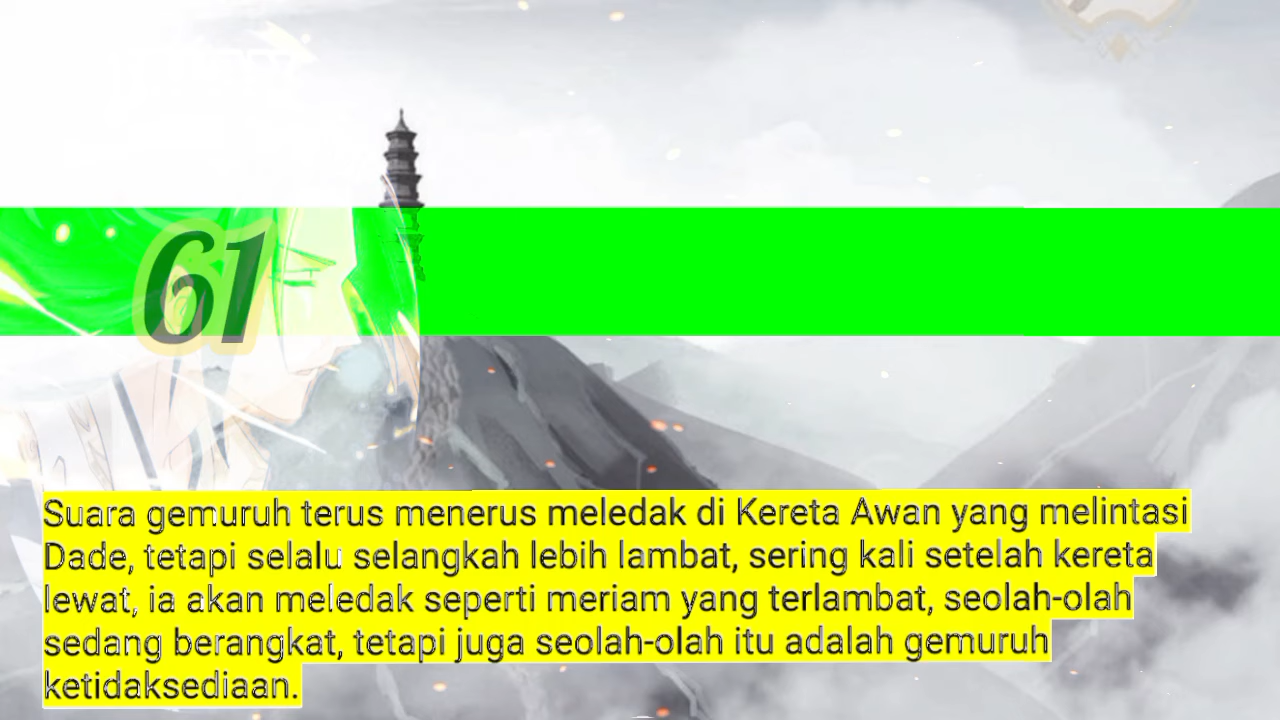 61
Suara gemuruh terus menerus meledak di Kereta Awan yang melintasi
Dade, tetapi selalu selangkah lebih lambat, sering kali setelah kereta
lewat, ia akan meledak seperti meriam yang terlambat, seolah-olah
sedang berangkat, tetapi juga seolah-olah itu adalah gemuruh
ketidaksediaan.